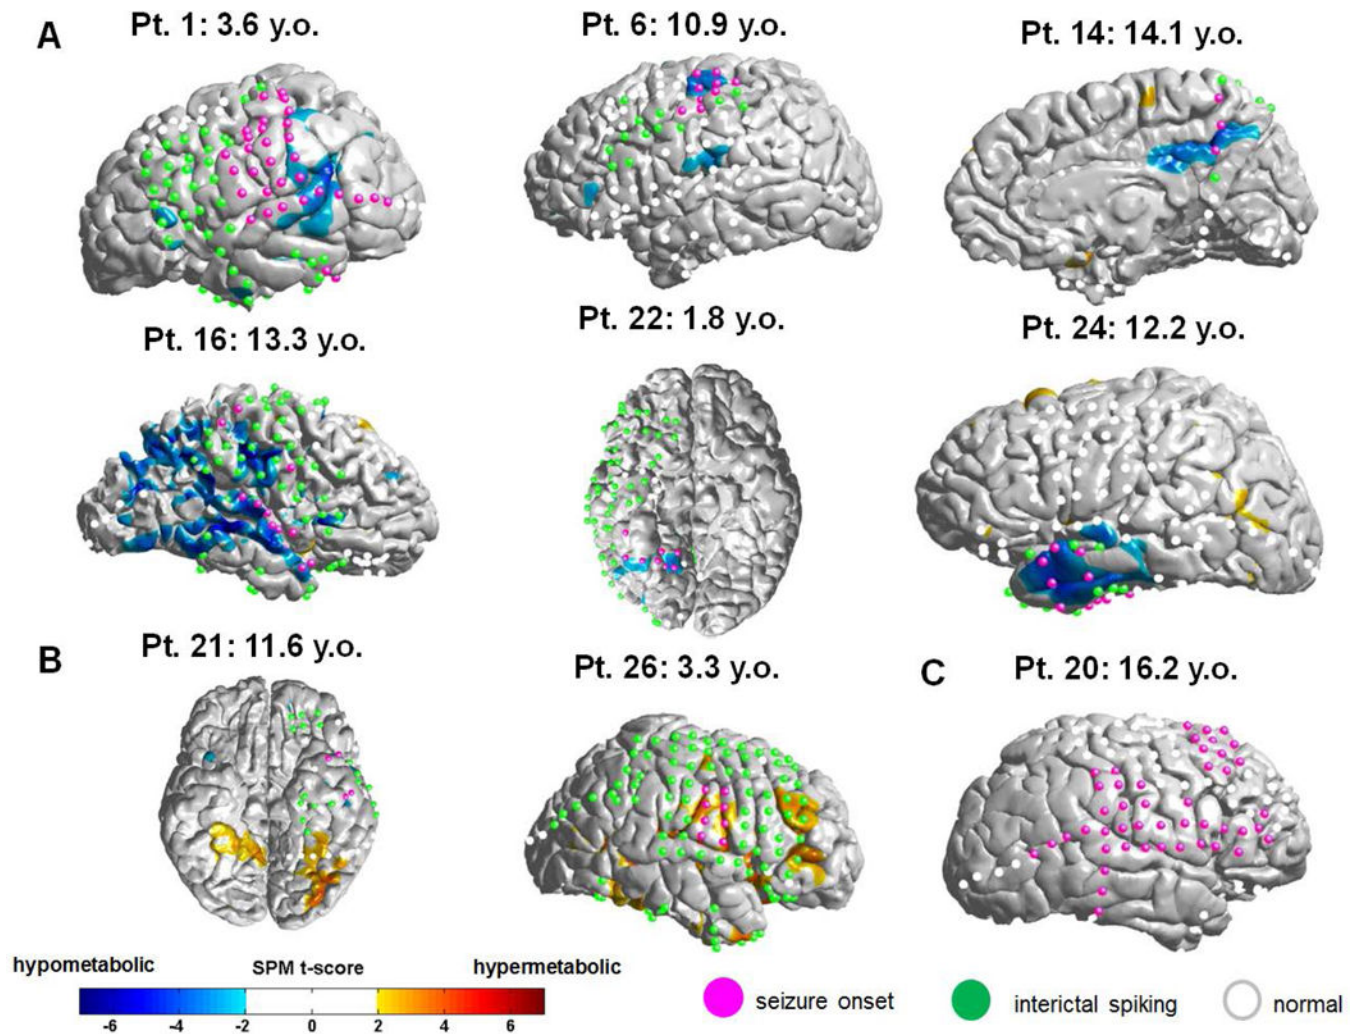 A
Pt. 1: 3.6 y.o.
Pt. 6: 10.9 y.o.
Pt. 14: 14.1 y.o.
Pt. 16: 13.3 y.o.
Pt. 22: 1.8 y.o.
Pt. 24: 12.2 y.o.
B
Pt. 21: 11.6 y.o.
Pt. 26: 3.3 y.o.
C
Pt. 20: 16.2 y.o.
hypometabolic SPM t-score hypermetabolic
-6 -4 -2 0 2 4 6
seizure onset interictal spiking normal